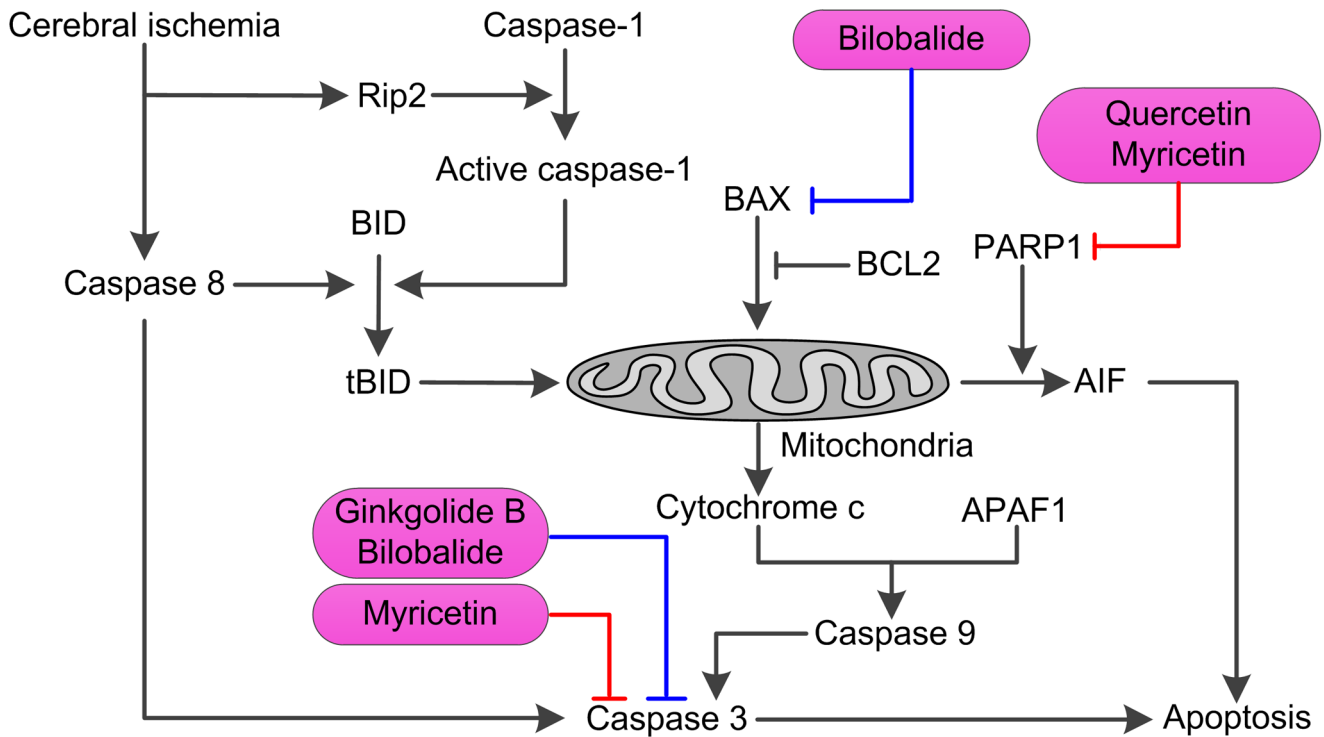 Cerebral ischemia
Caspase-1
Bilobalide
Rip2
Quercetin
Myricetin
Active caspase-1
BAX
BID
PARP1
BCL2
Caspase 8
tBID
AIF
Mitochondria
Cytochrome c
APAF1
Ginkgolide B
Bilobalide
Myricetin
Caspase 9
Caspase 3
Apoptosis